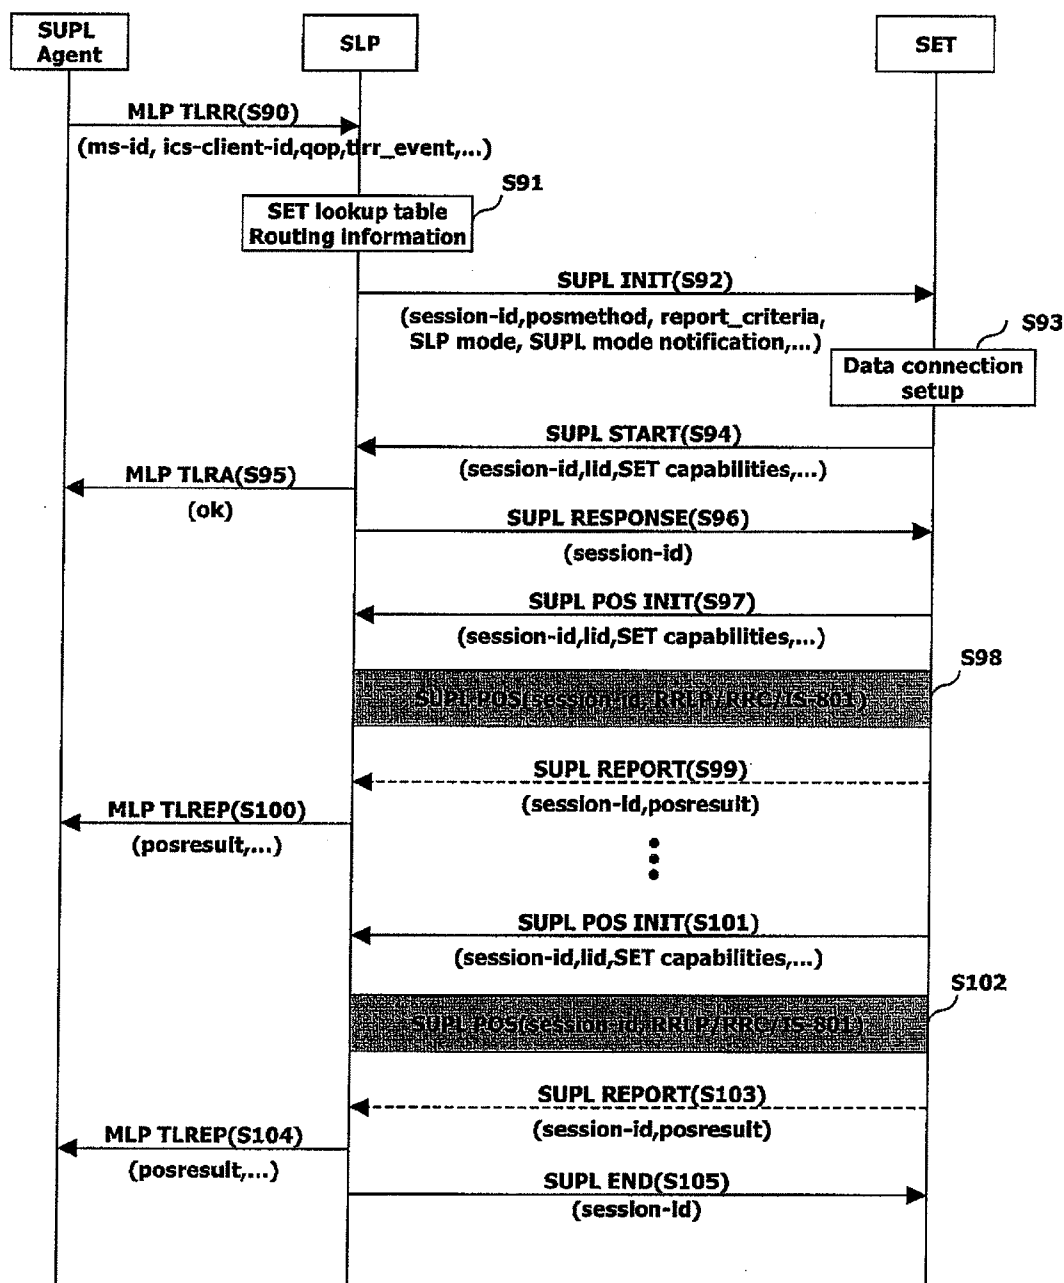 SUPL
Agent
SLP
SET
MLP TLRR(S90)
(ms-id, ics-client-id,qop,tlrr_event,...)
S91
SET lookup table
Routing information
SUPL INIT(S92)
(session-id,posmethod, report_criteria,
SLP mode, SUPL mode notification,...)
S93
Data connection
setup
SUPL START(S94)
(session-id,lid,SET capabilities,...)
MLP TLRA(S95)
(ok)
SUPL RESPONSE(S96)
(session-id)
SUPL POS INIT(S97)
(session-id,lid,SET capabilities,...)
S98
SUPL POS(session-id, RRLP/RRC/IS-801)
SUPL REPORT(S99)
(session-id,posresult)
MLP TLREP(S100)
(posresult,...)
SUPL POS INIT(S101)
(session-id,lid,SET capabilities,...)
S102
SUPL POS(session-id, RRLP/RRC/IS-801)
SUPL REPORT(S103)
(session-id,posresult)
MLP TLREP(S104)
(posresult,...)
SUPL END(S105)
(session-id)